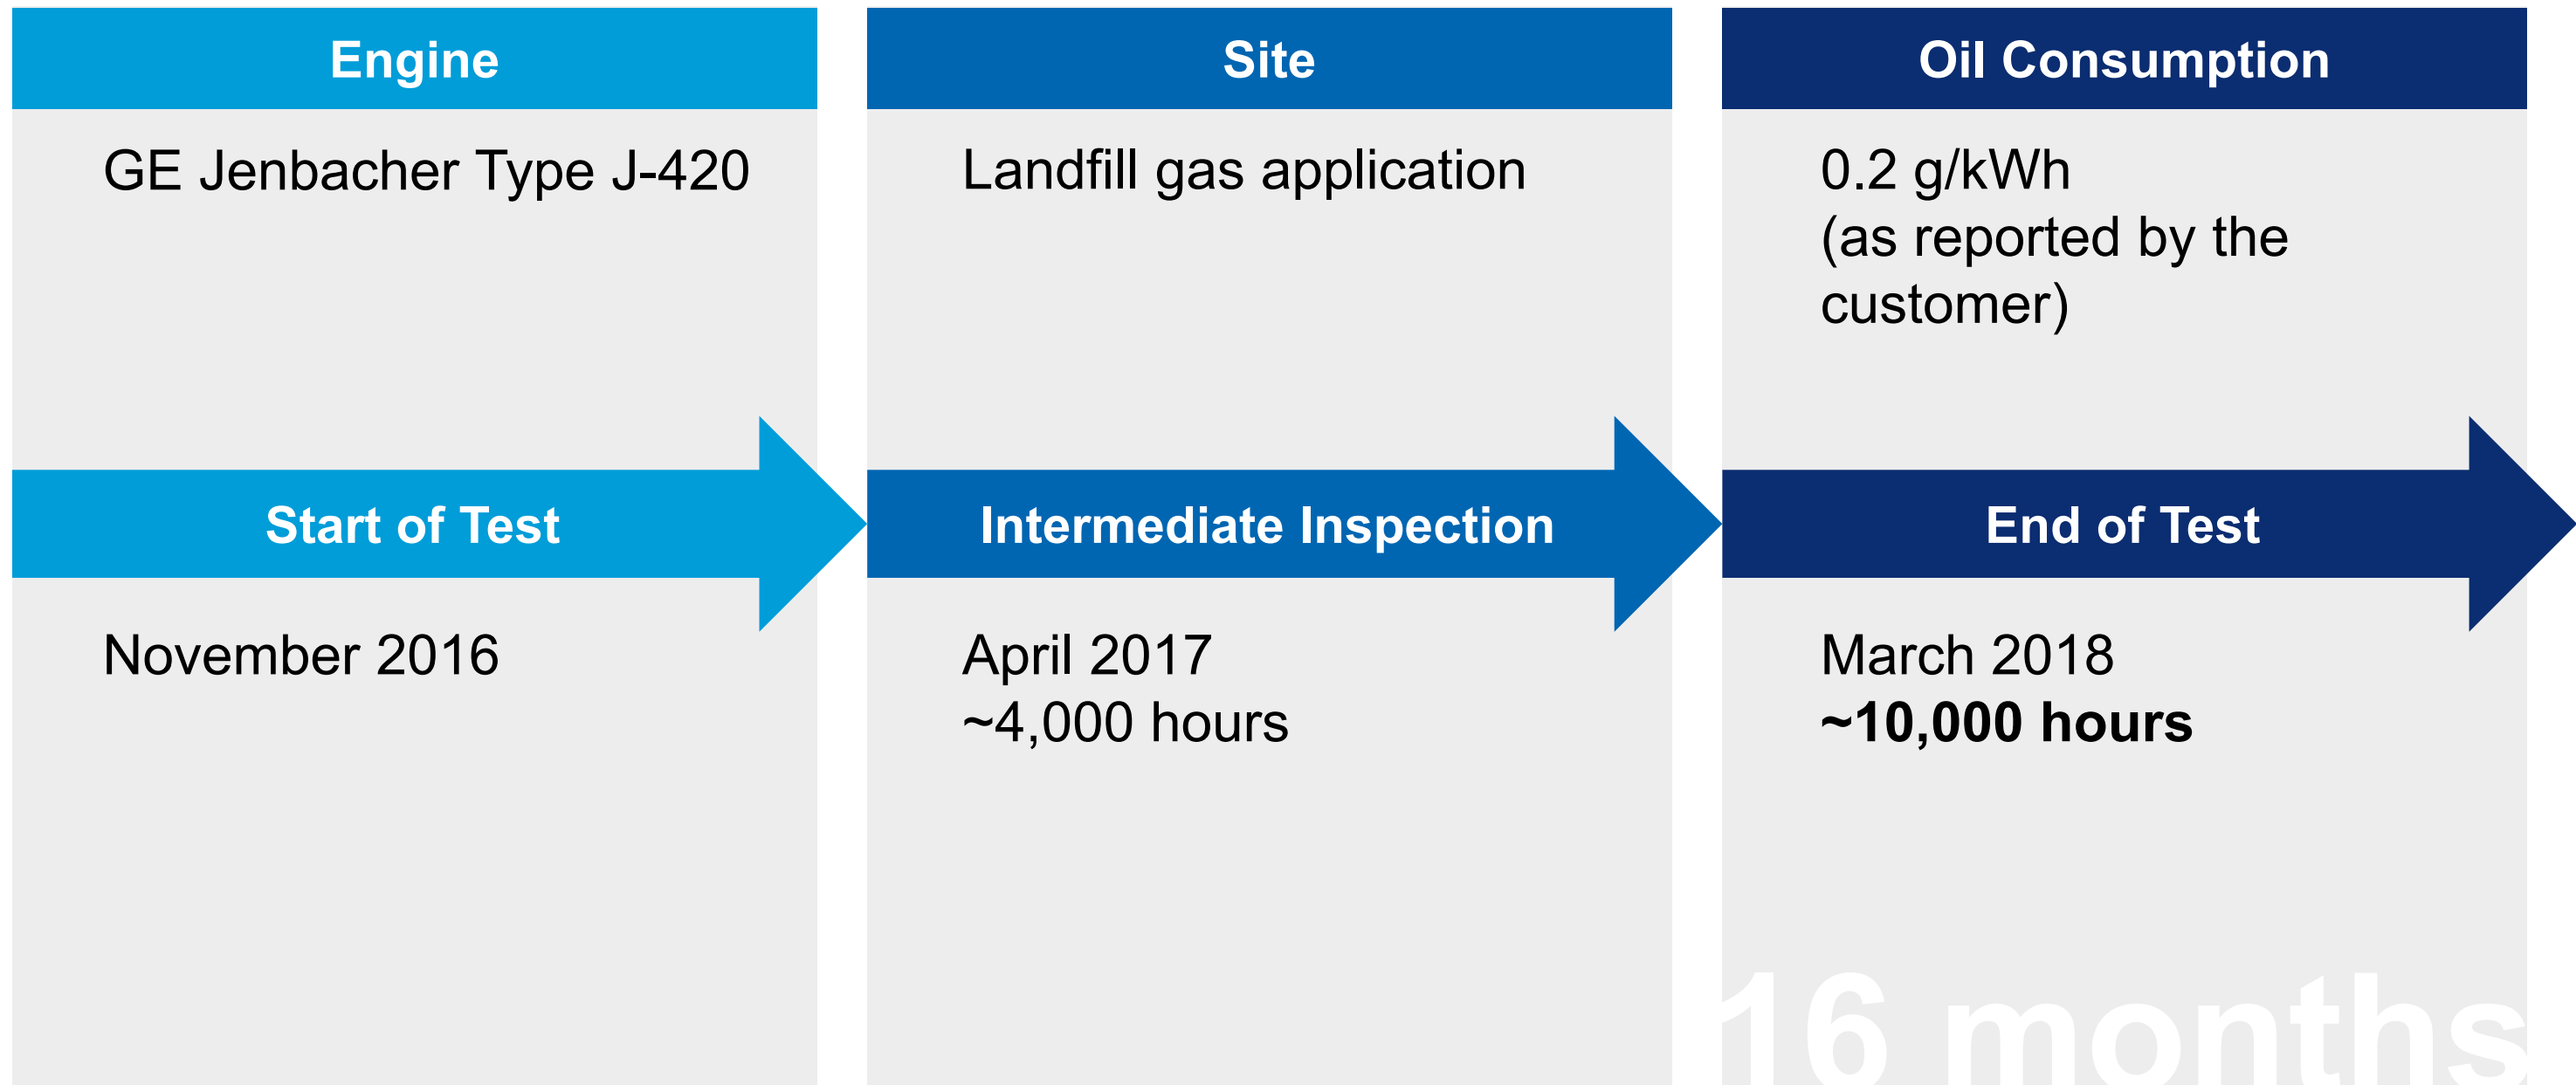 Engine
GE Jenbacher Type J-420
Site
Landfill gas application
Oil Consumption
0.2 g/kWh
(as reported by the
customer)
Start of Test
November 2016
Intermediate Inspection
April 2017
~4,000 hours
End of Test
March 2018
~10,000 hours
16 months